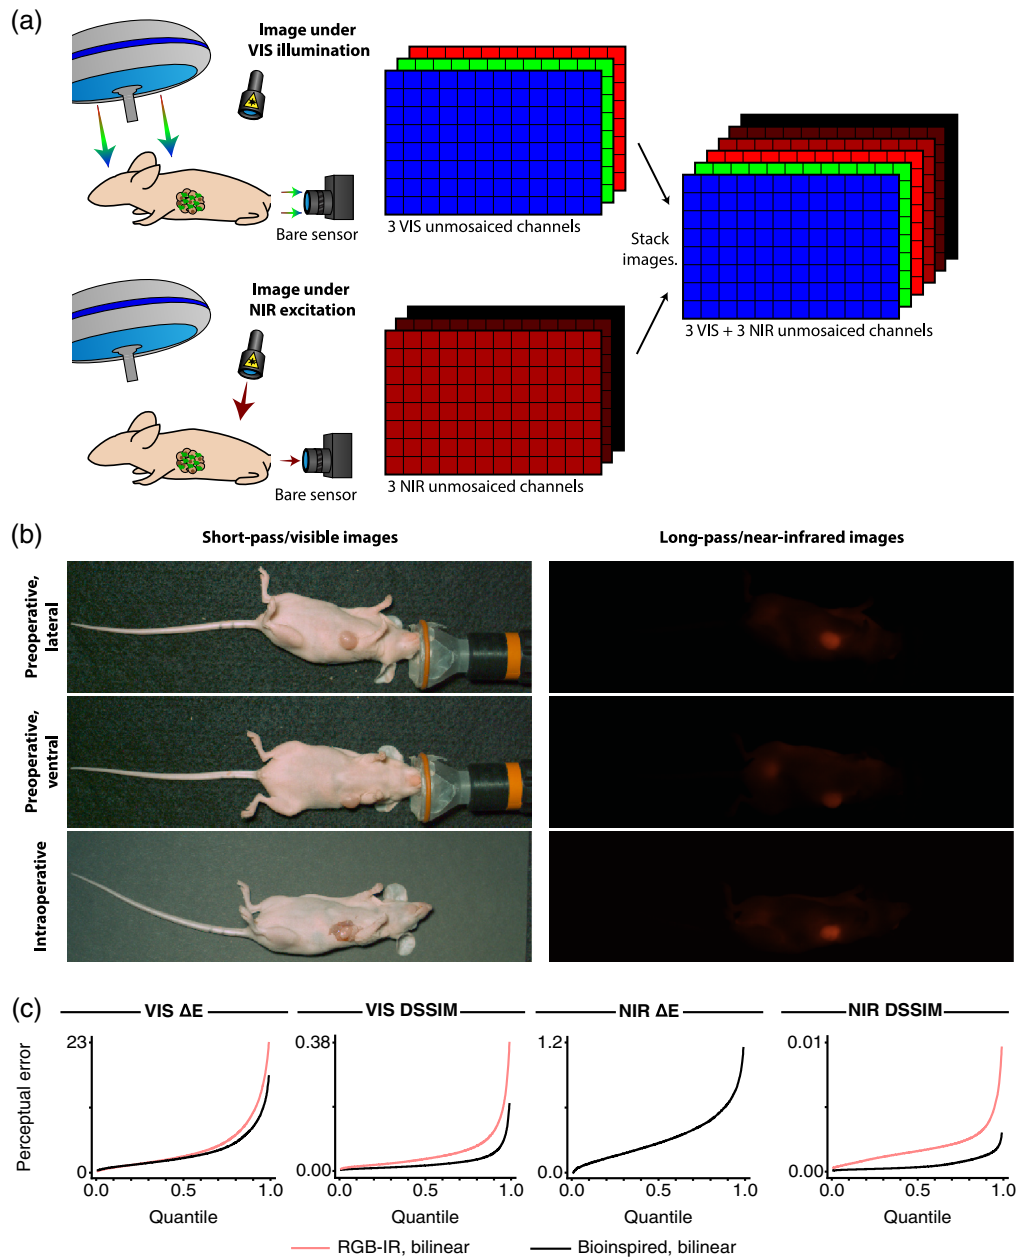 (a)
Image under
VIS illumination
Bare sensor
3 VIS unmosaiced channels
Stack
images.
3 VIS + 3 NIR unmosaiced channels
Image under
NIR excitation
Bare sensor
3 NIR unmosaiced channels
(b)
Short-pass/visible images
Long-pass/near-infrared images
Preoperative,
lateral
Preoperative,
ventral
Intraoperative
(c)
VIS ΔE
VIS DSSIM
NIR ΔE
NIR DSSIM
Perceptual error
23
0
0.0
0.5
1.0
Quantile
0.38
0.00
0.0
0.5
1.0
Quantile
1.2
0.0
0.0
0.5
1.0
Quantile
0.01
0.00
0.0
0.5
1.0
Quantile
RGB-IR, bilinear
Bioinspired, bilinear